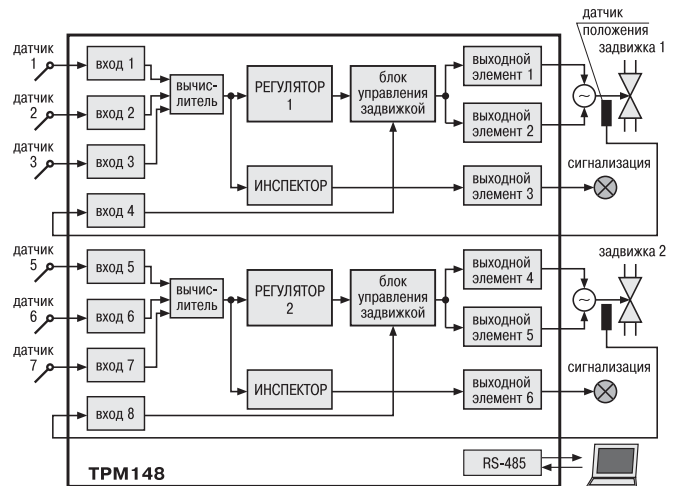 датчик
положения
задвижка 1
датчик
1
вход 1
вычис-
литель
РЕГУЛЯТОР
1
блок
управления
задвижкой
выходной
элемент 1
датчик
2
вход 2
выходной
элемент 2
датчик
3
вход 3
ИНСПЕКТОР
выходной
элемент 3
сигнализация
вход 4
датчик
5
вход 5
вычис-
литель
РЕГУЛЯТОР
2
блок
управления
задвижкой
выходной
элемент 4
задвижка 2
датчик
6
вход 6
выходной
элемент 5
датчик
7
вход 7
ИНСПЕКТОР
выходной
элемент 6
сигнализация
вход 8
ТРМ148
RS-485